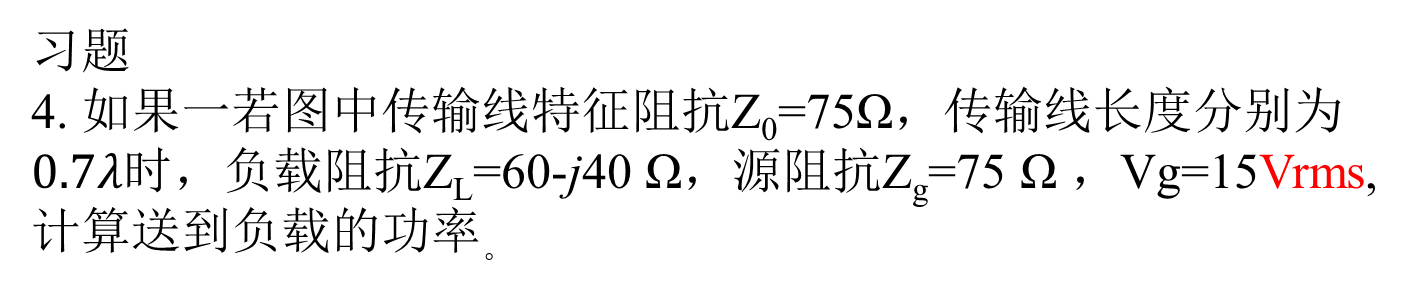 习题
4. 如果一若图中传输线特征阻抗Z₀=75Ω，传输线长度分别为
0.7λ时，负载阻抗Z_L=60-j40 Ω，源阻抗Z_g=75 Ω ，Vg=15Vrms,
计算送到负载的功率。